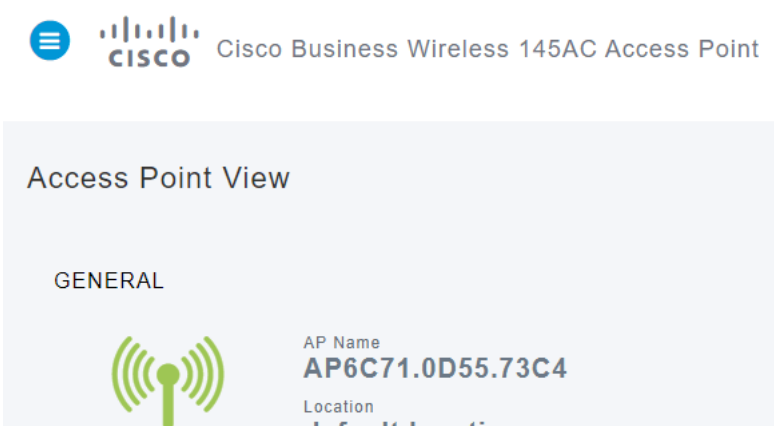 CISCO Cisco Business Wireless 145AC Access Point
Access Point View
GENERAL
AP Name
AP6C71.0D55.73C4
Location